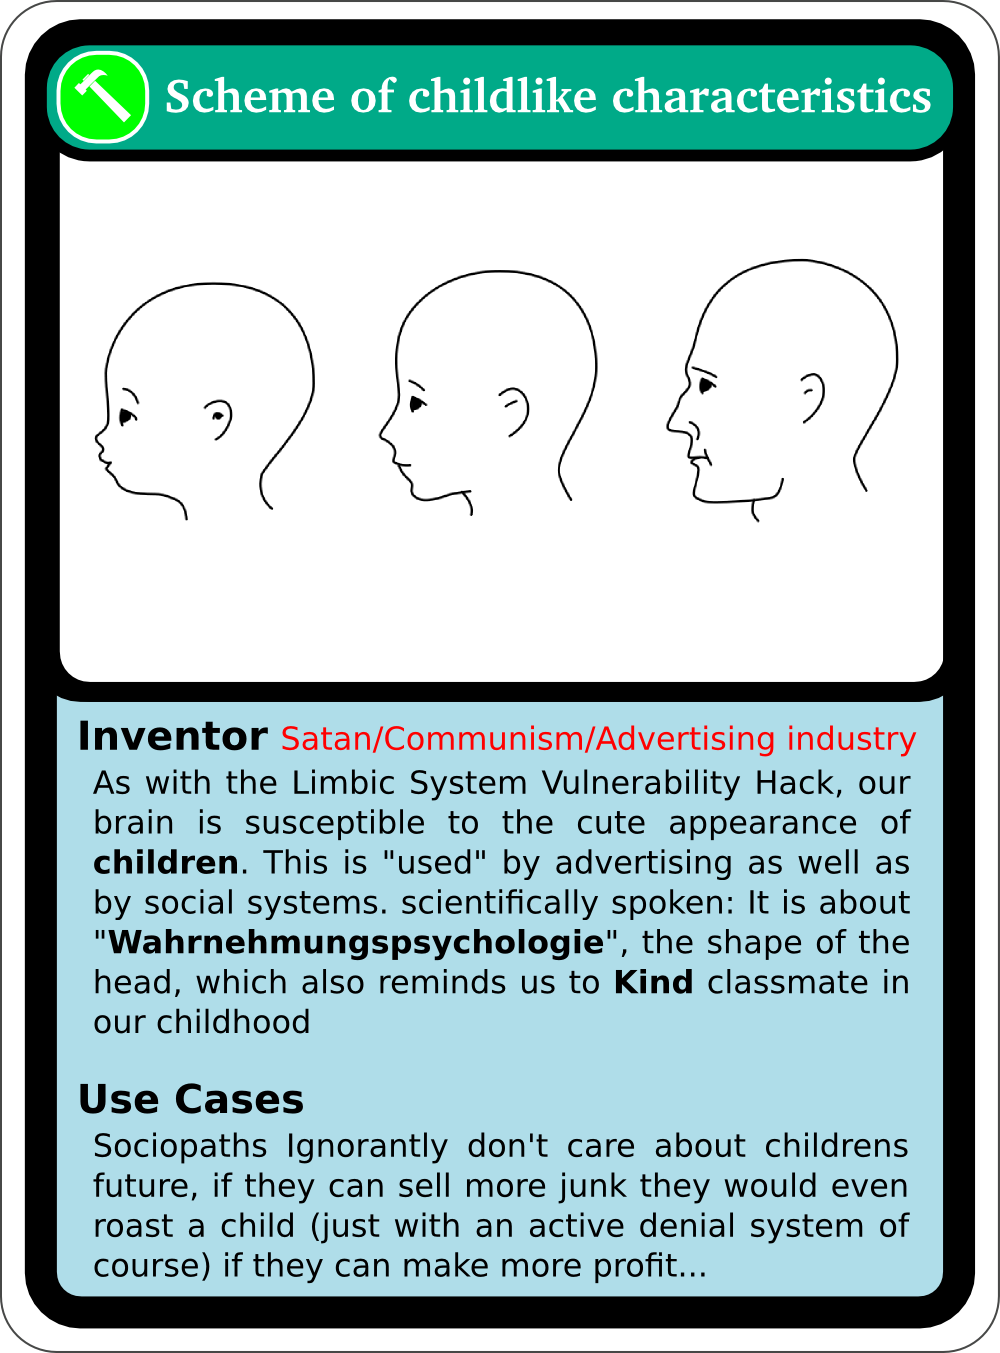 Scheme of childlike characteristics
Inventor Satan/Communism/Advertising industry
As with the Limbic System Vulnerability Hack, our
brain is susceptible to the cute appearance of
children. This is "used" by advertising as well as
by social systems. scientifically spoken: It is about
"Wahrnehmungspsychologie", the shape of the
head, which also reminds us to Kind classmate in
our childhood
Use Cases
Sociopaths Ignorantly don't care about childrens
future, if they can sell more junk they would even
roast a child (just with an active denial system of
course) if they can make more profit...